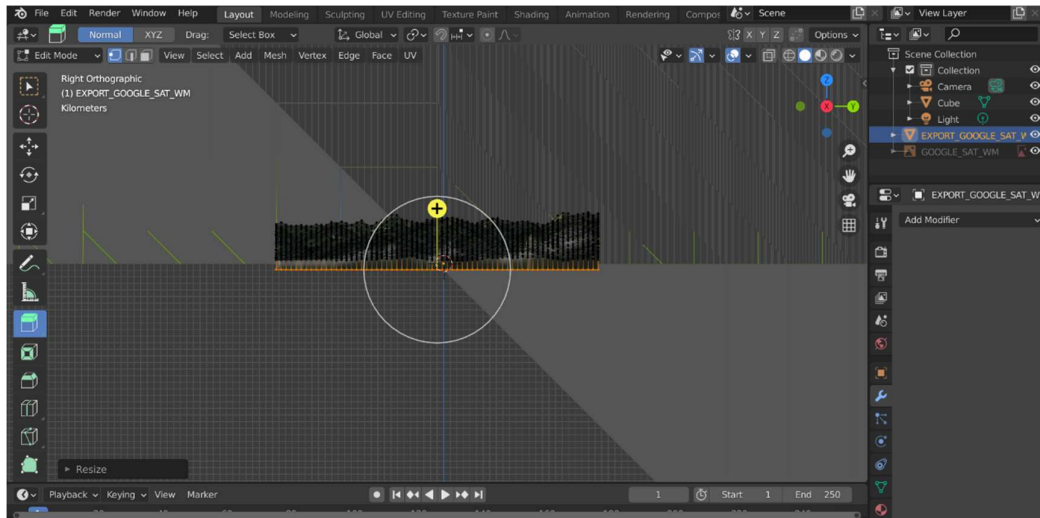 File Edit Render Window Help Layout Modeling Sculpting UV Editing Texture Paint Shading Animation Rendering Compos Scene View Layer
Normal XYZ Drag: Select Box Global X Y Z Options
Edit Mode View Select Add Mesh Vertex Edge Face UV
Scene Collection
Collection
Camera
Cube
Light
EXPORT_GOOGLE_SAT_W
GOOGLE_SAT_WM
Right Orthographic
(1) EXPORT_GOOGLE_SAT_WM
Kilometers
Z
X
Y
EXPORT_GOOGLE_SAT_W
Add Modifier
Resize
Playback Keying View Marker 1 Start 1 End 250